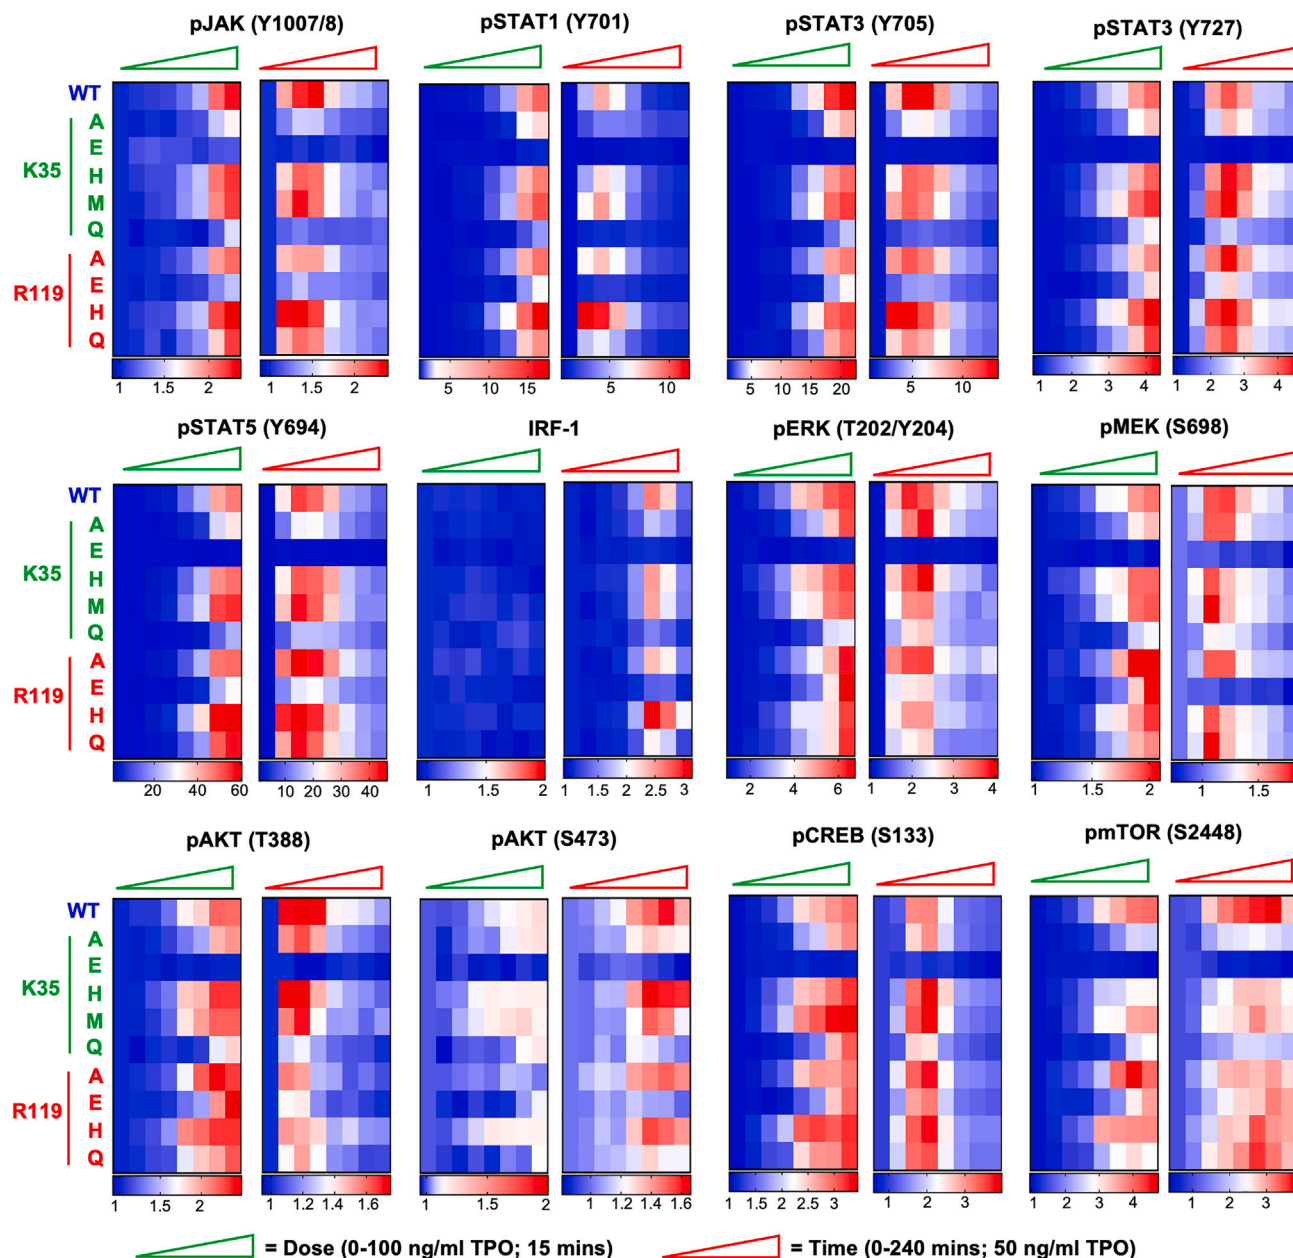 pJAK (Y1007/8) pSTAT1 (Y701) pSTAT3 (Y705) pSTAT3 (Y727)
WT
A
E
H
M
Q
K35
A
E
H
Q
R119
1 1.5 2 1 1.5 2 5 10 15 5 10 5 10 15 20 5 10 1 2 3 4 1 2 3 4
pSTAT5 (Y694) IRF-1 pERK (T202/Y204) pMEK (S698)
WT
A
E
H
M
Q
K35
A
E
H
Q
R119
20 40 60 10 20 30 40 1 1.5 2 1 1.5 2 2.5 3 2 4 6 1 2 3 4 1 1.5 2 1 1.5
pAKT (T388) pAKT (S473) pCREB (S133) pmTOR (S2448)
WT
A
E
H
M
Q
K35
A
E
H
Q
R119
1 1.5 2 1 1.2 1.4 1.6 1 1.5 2 1 1.2 1.4 1.6 1 1.5 2 2.5 3 2 3 1 2 3 4 2 3
= Dose (0-100 ng/ml TPO; 15 mins) = Time (0-240 mins; 50 ng/ml TPO)